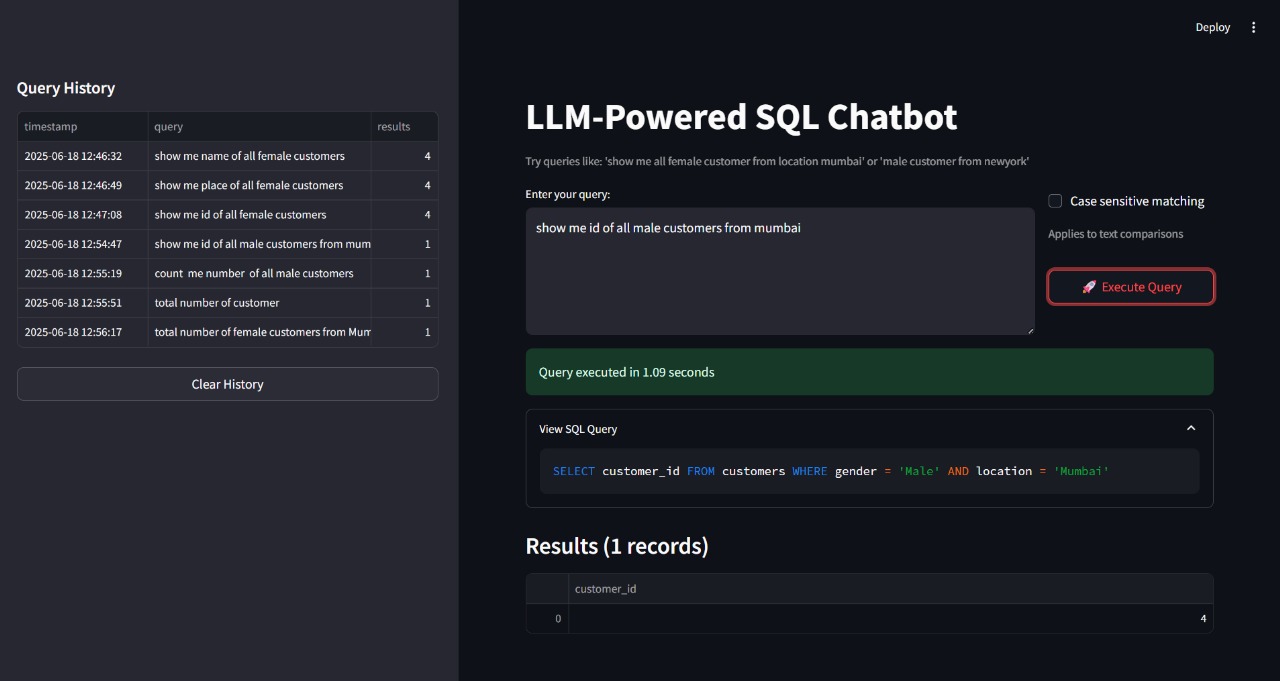 Deploy
Query History
timestamp query results
2025-06-18 12:46:32 show me name of all female customers 4
2025-06-18 12:46:49 show me place of all female customers 4
2025-06-18 12:47:08 show me id of all female customers 4
2025-06-18 12:54:47 show me id of all male customers from mum 1
2025-06-18 12:55:19 count me number of all male customers 1
2025-06-18 12:55:51 total number of customer 1
2025-06-18 12:56:17 total number of female customers from Mum 1
Clear History
LLM-Powered SQL Chatbot
Try queries like: 'show me all female customer from location mumbai' or 'male customer from newyork'
Enter your query:
show me id of all male customers from mumbai
Case sensitive matching
Applies to text comparisons
🚀 Execute Query
Query executed in 1.09 seconds
View SQL Query
SELECT customer_id FROM customers WHERE gender = 'Male' AND location = 'Mumbai'
Results (1 records)
customer_id
0 4